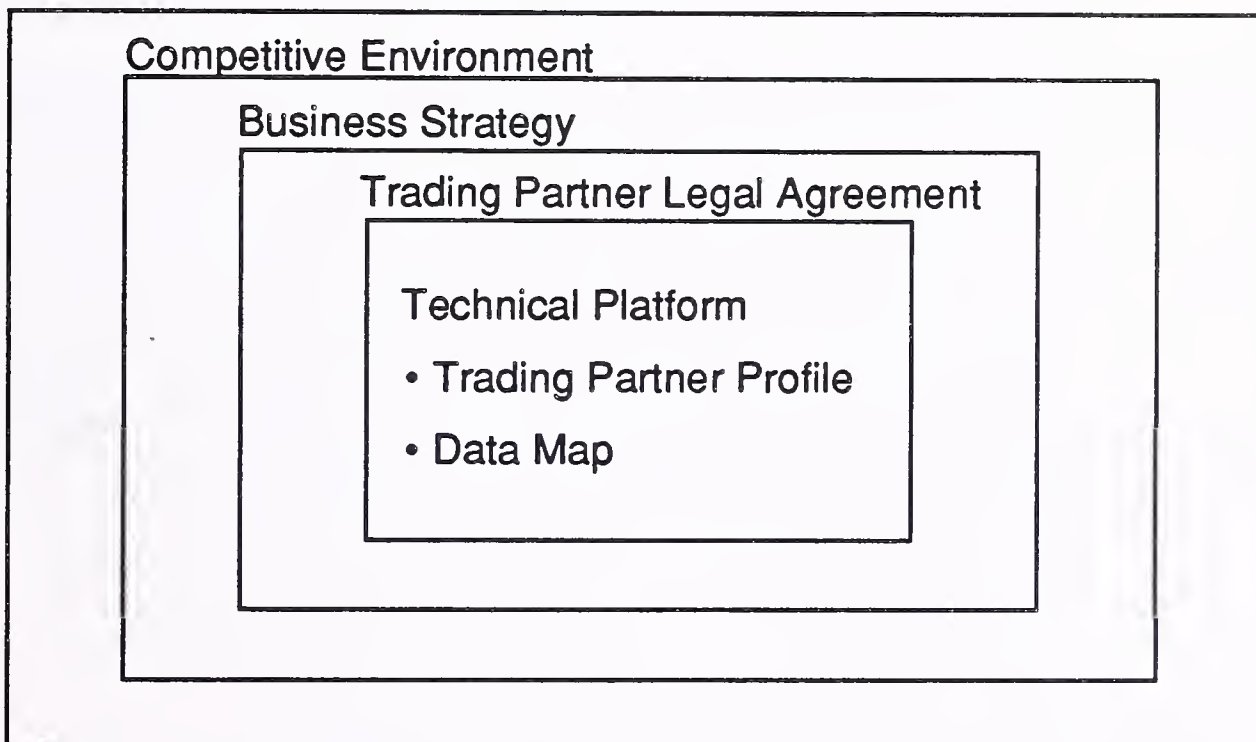 Competitive Environment
Business Strategy
Trading Partner Legal Agreement
Technical Platform
• Trading Partner Profile
• Data Map